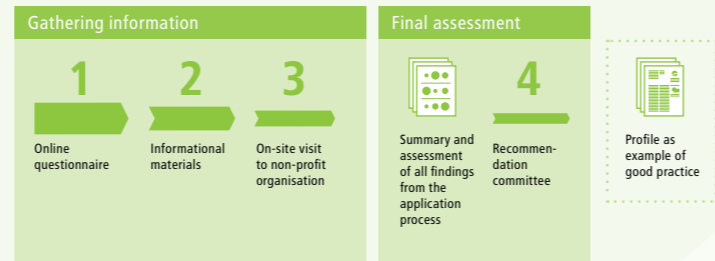 Gathering information
1
Online
questionnaire
2
Informational
materials
3
On-site visit
to non-profit
organisation
Final assessment
Summary and
assessment
of all findings
from the
application
process
4
Recommen-
dation
committee
Profile as
example of
good practice